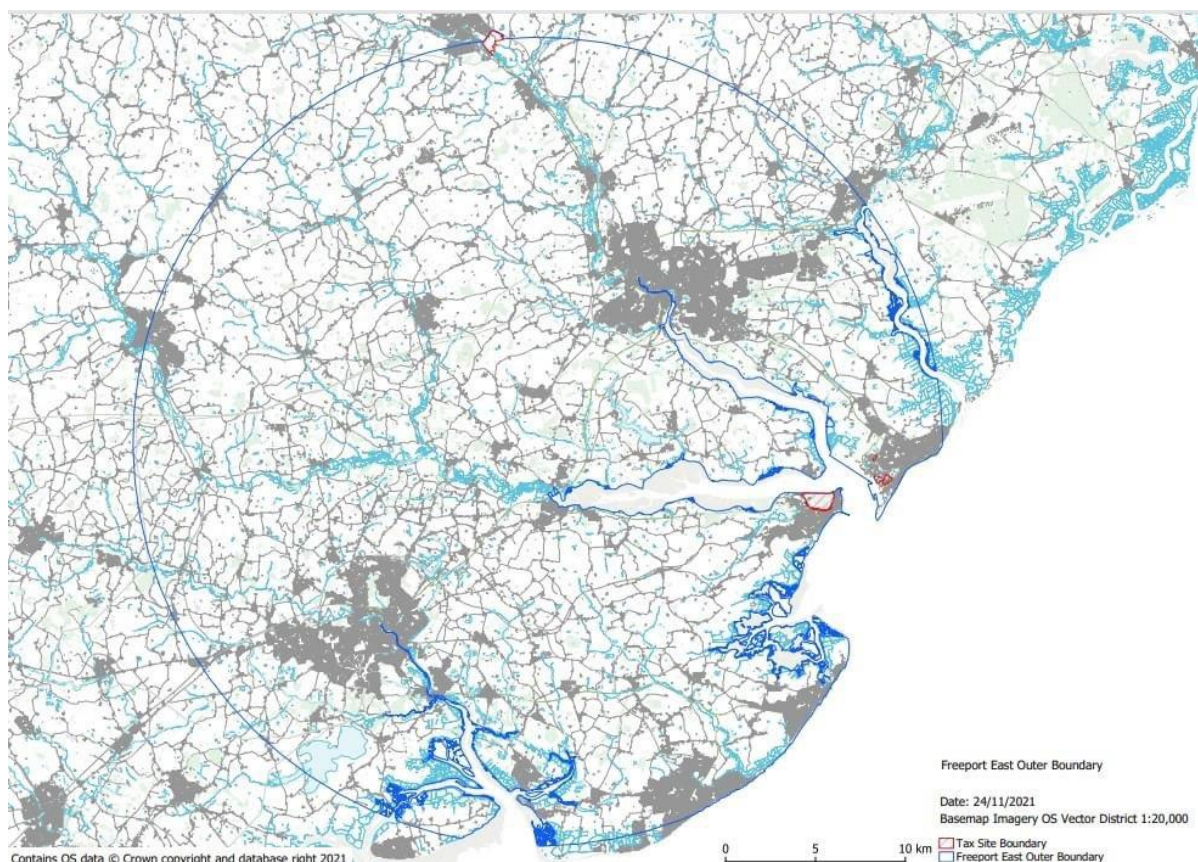 Freeport East Outer Boundary
Date: 24/11/2021
Basemap Imagery OS Vector District 1:20,000
Tax Site Boundary
Freeport East Outer Boundary
0 5 10 km
Contains OS data © Crown copyright and database right 2021